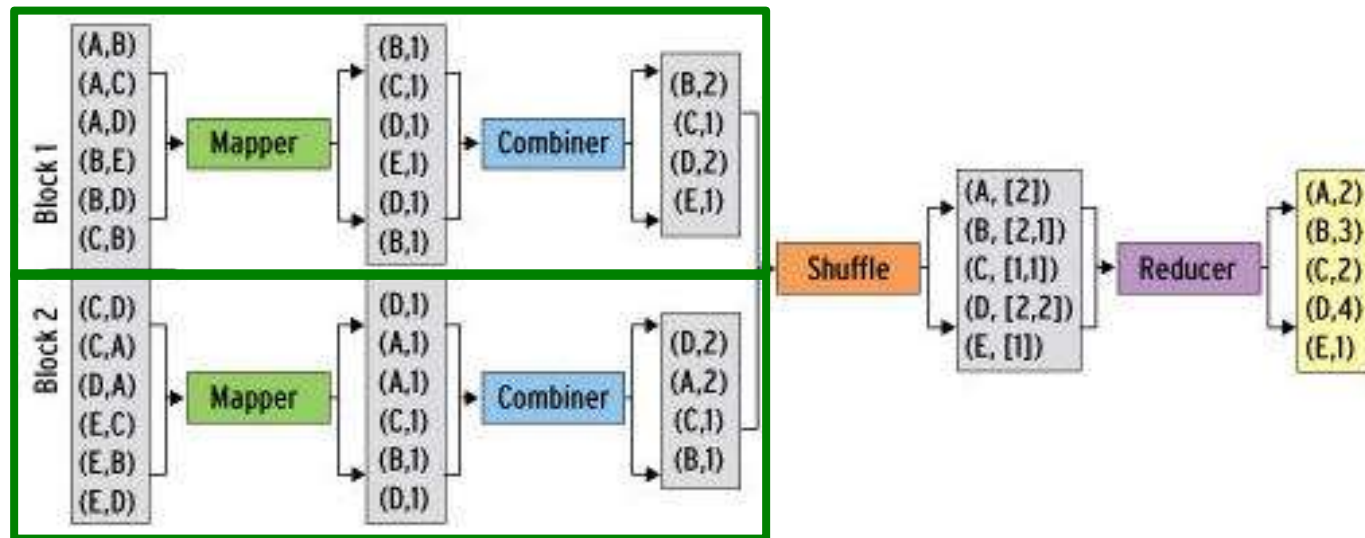 Block 1
(A,B)
(A,C)
(A,D)
(B,E)
(B,D)
(C,B)
Mapper
(B,1)
(C,1)
(D,1)
(E,1)
(D,1)
(B,1)
Combiner
(B,2)
(C,1)
(D,2)
(E,1)
Block 2
(C,D)
(C,A)
(D,A)
(E,C)
(E,B)
(E,D)
Mapper
(D,1)
(A,1)
(A,1)
(C,1)
(B,1)
(D,1)
Combiner
(D,2)
(A,2)
(C,1)
(B,1)
Shuffle
(A, [2])
(B, [2,1])
(C, [1,1])
(D, [2,2])
(E, [1])
Reducer
(A,2)
(B,3)
(C,2)
(D,4)
(E,1)